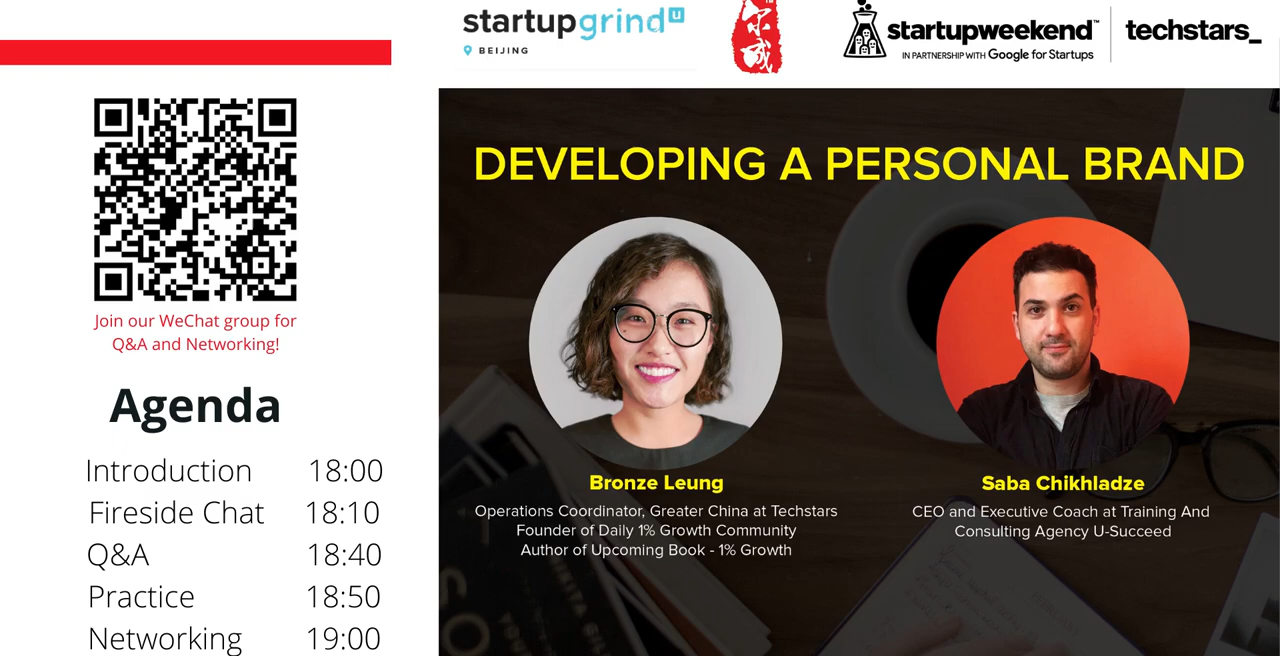 startupgrind
BEIJING
startupweekend™
IN PARTNERSHIP WITH Google for Startups
techstars_
Join our WeChat group for
Q&A and Networking!
Agenda
Introduction 18:00
Fireside Chat 18:10
Q&A 18:40
Practice 18:50
Networking 19:00
DEVELOPING A PERSONAL BRAND
Bronze Leung
Operations Coordinator, Greater China at Techstars
Founder of Daily 1% Growth Community
Author of Upcoming Book - 1% Growth
Saba Chikhladze
CEO and Executive Coach at Training And
Consulting Agency U-Succeed